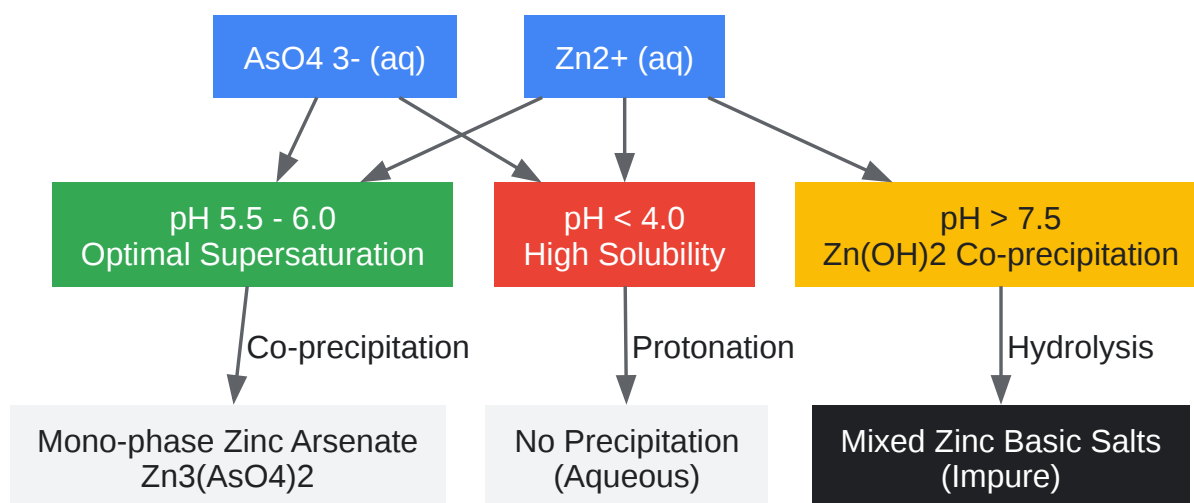 AsO4 3- (aq)
Zn2+ (aq)
pH 5.5 - 6.0
Optimal Supersaturation
pH < 4.0
High Solubility
pH > 7.5
Zn(OH)2 Co-precipitation
Co-precipitation
Protonation
Hydrolysis
Mono-phase Zinc Arsenate
Zn3(AsO4)2
No Precipitation
(Aqueous)
Mixed Zinc Basic Salts
(Impure)